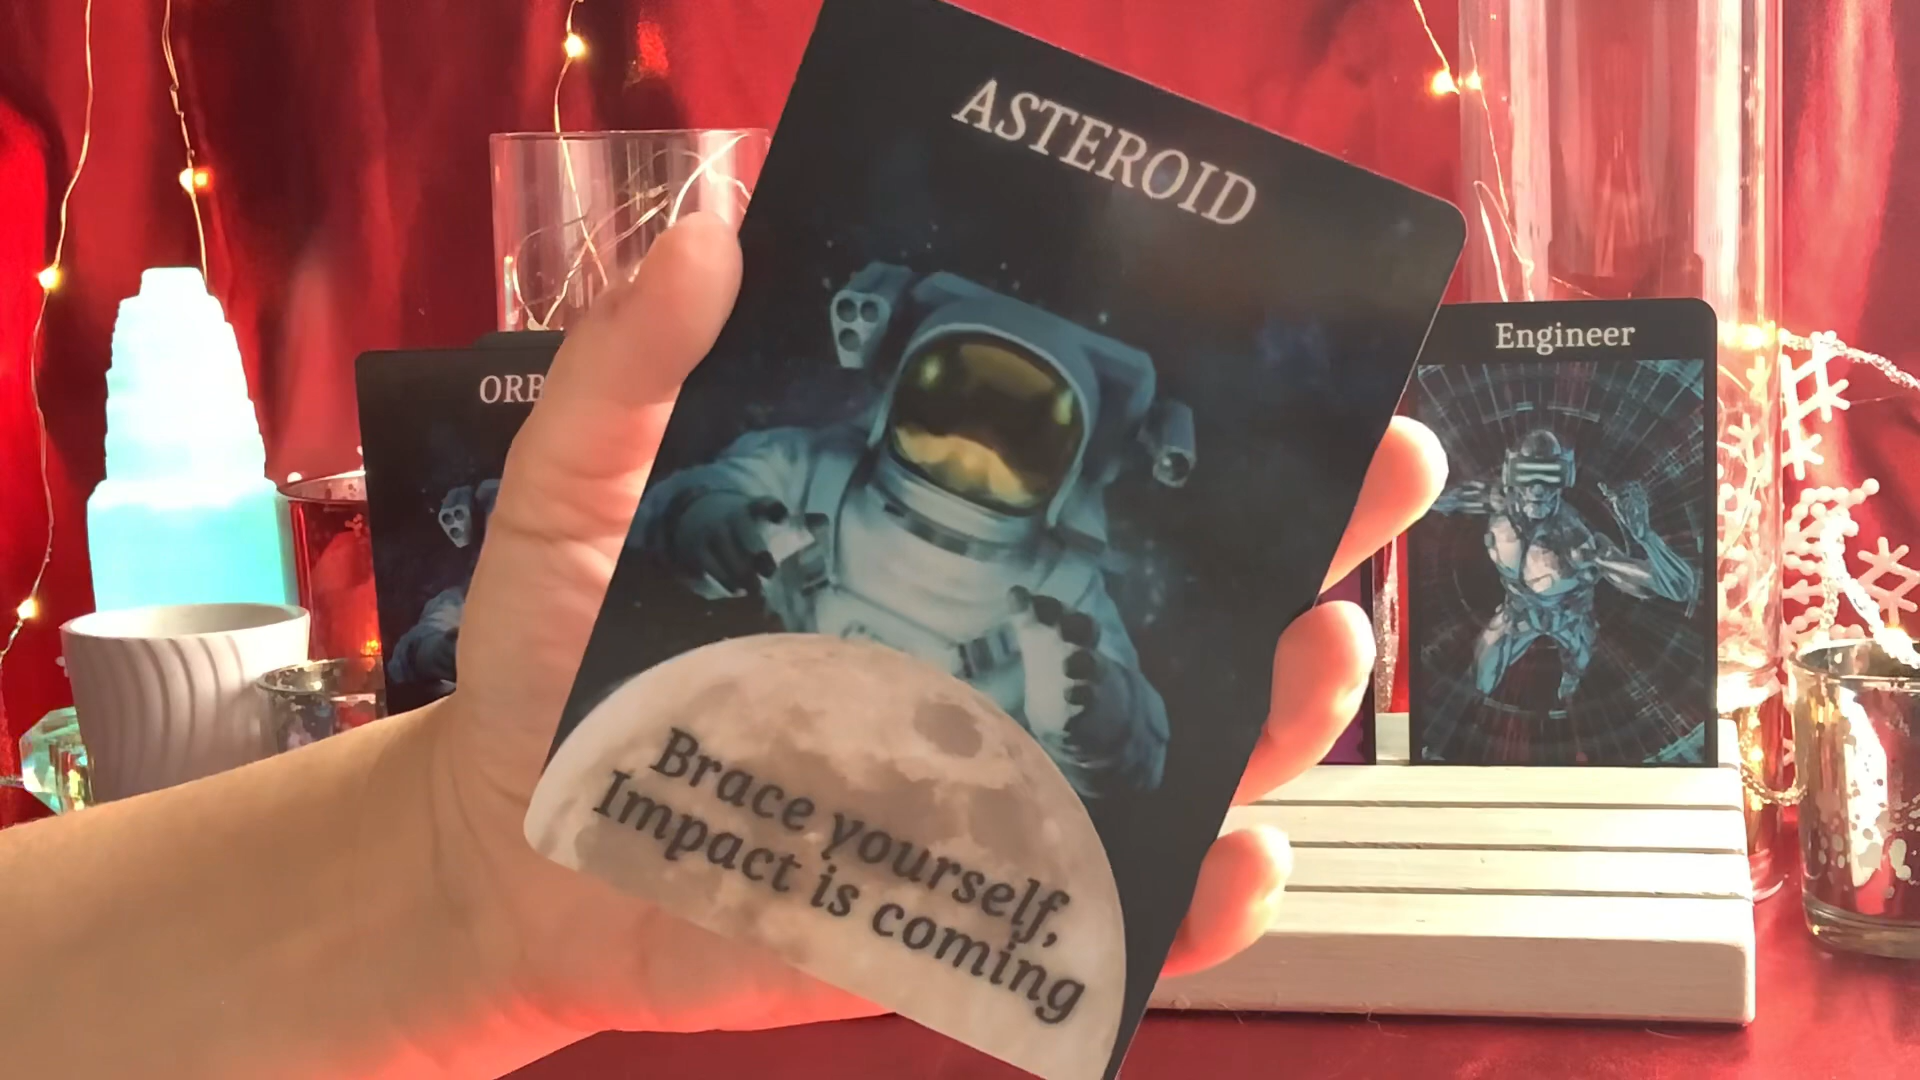 ASTEROID
Brace yourself,
Impact is coming
ORB
Engineer